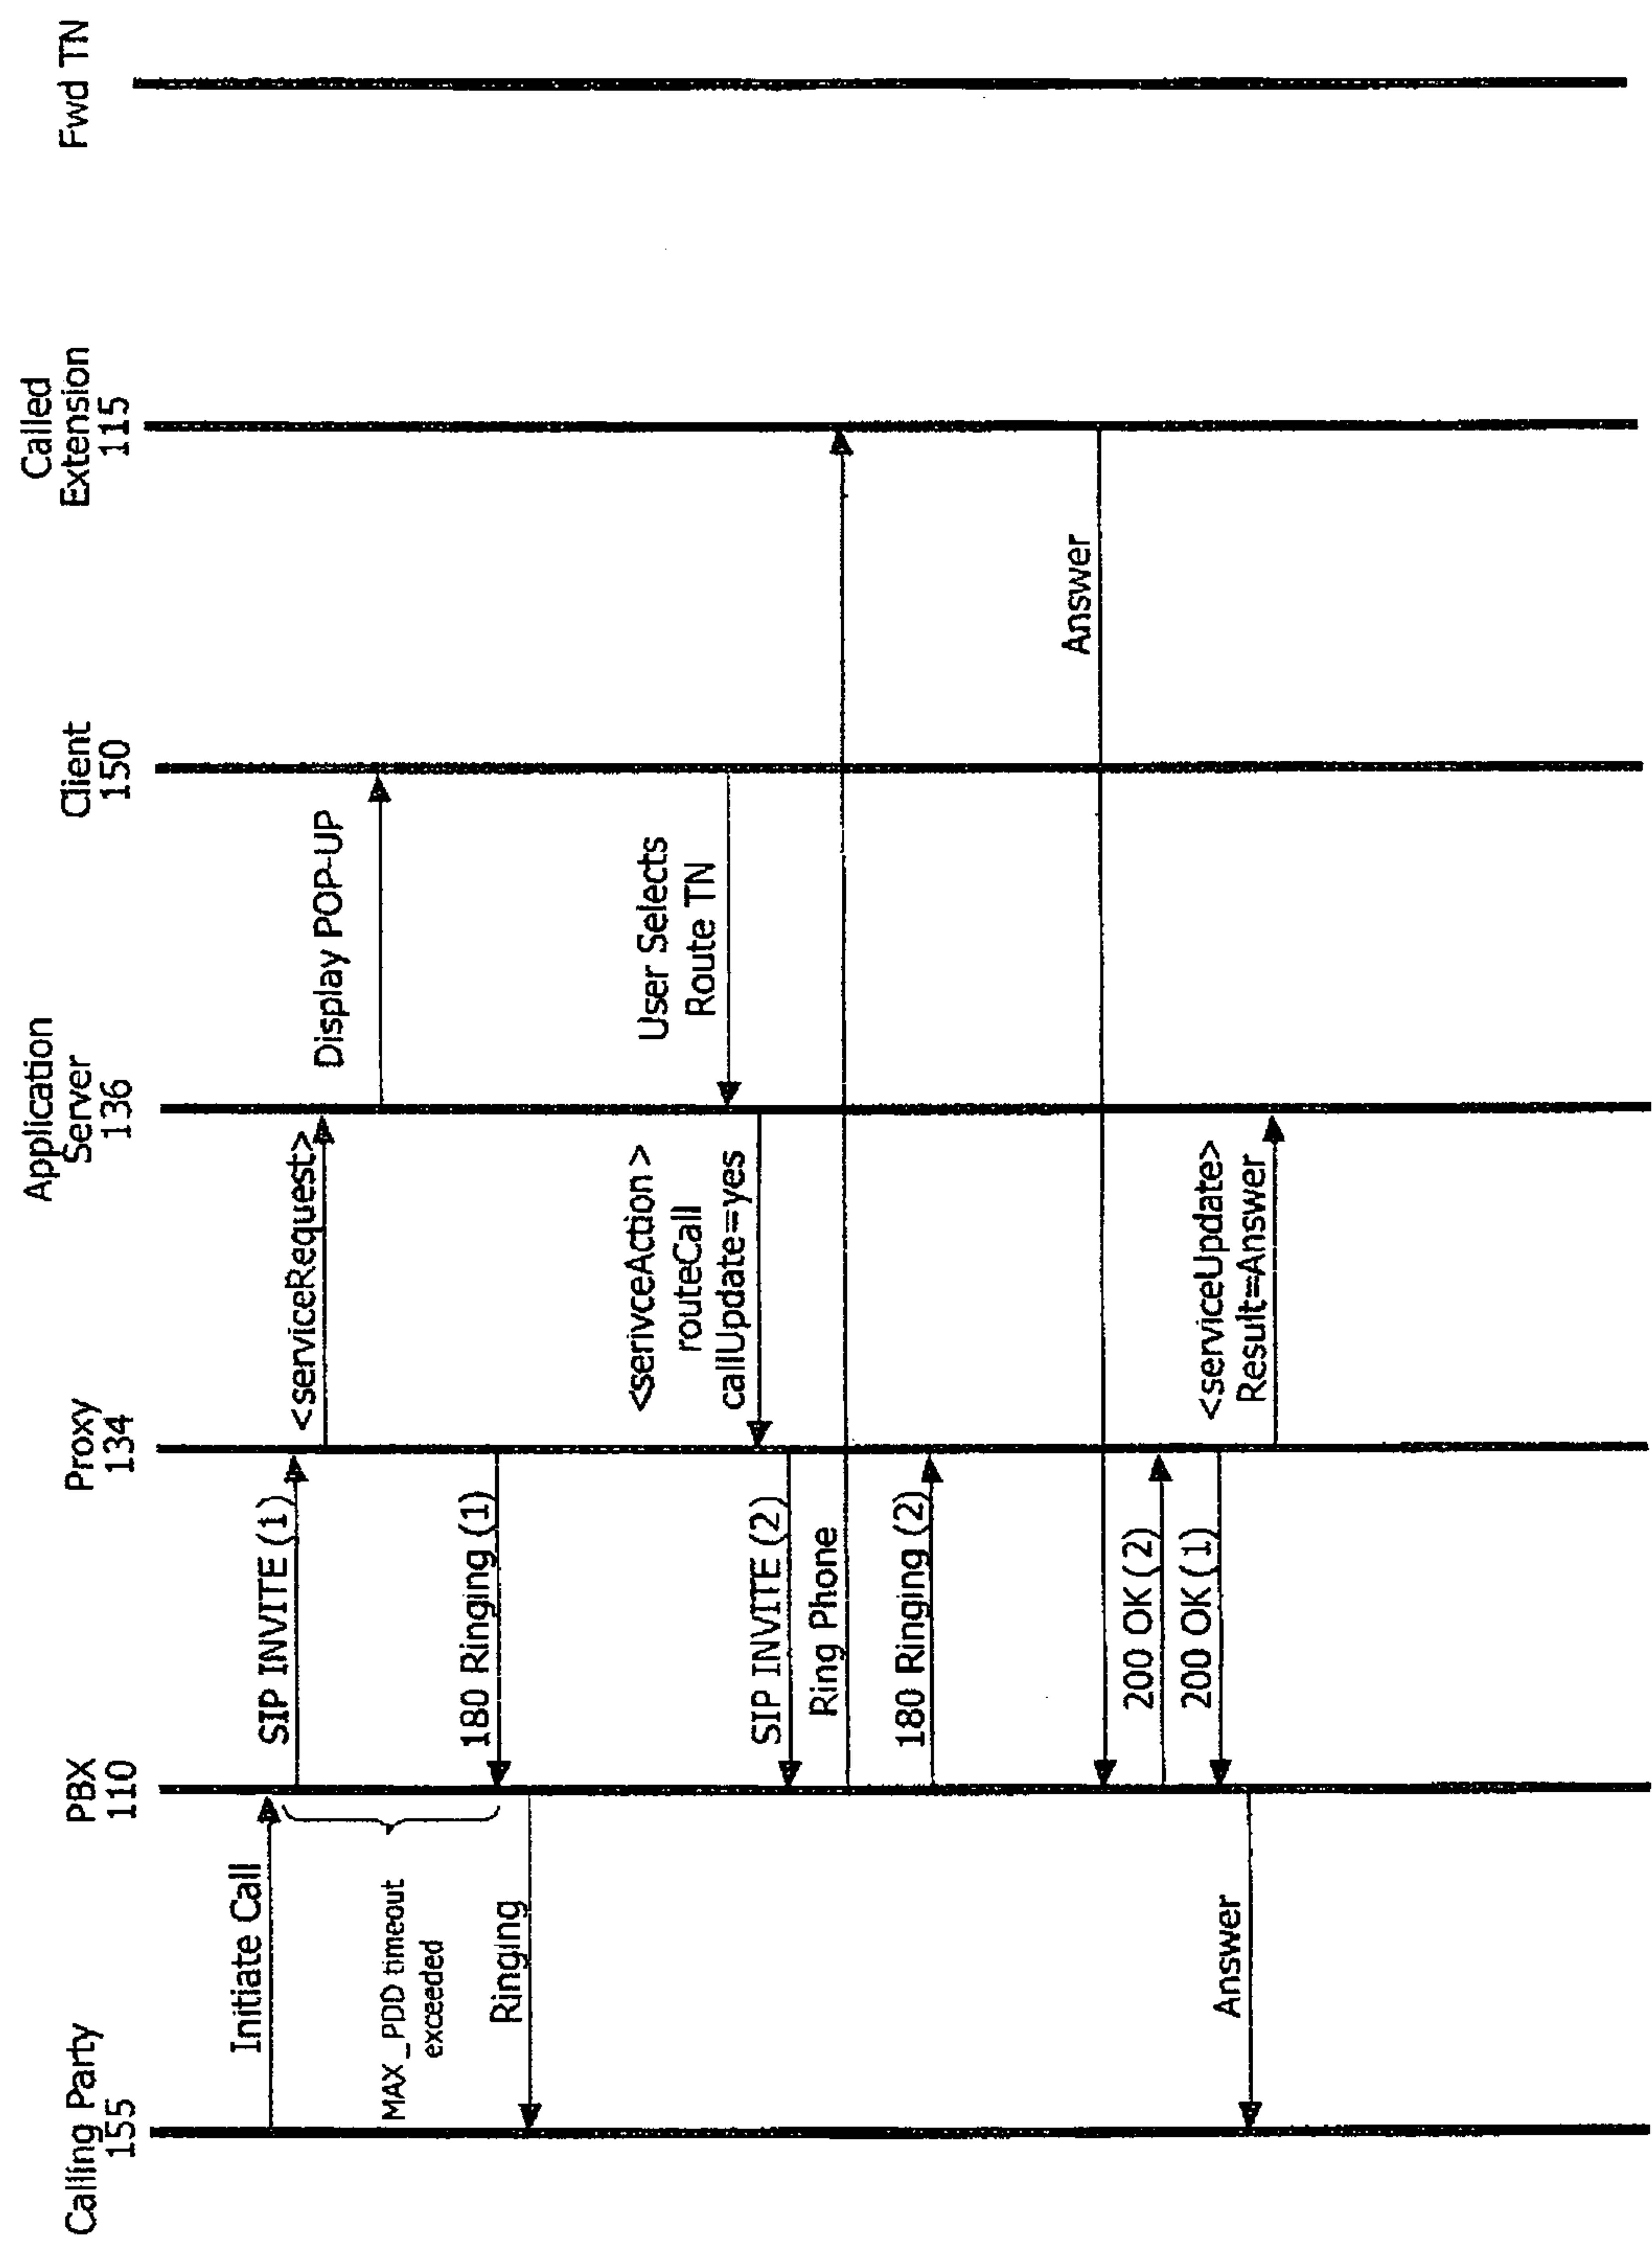 Calling Party
155
PBX
110
Proxy
134
Application
Server
136
Client
150
Called
Extension
115
Fwd TN
Initiate Call
SIP INVITE (1)
<serviceRequest>
Display POP-UP
MAX_PDD timeout
exceeded
180 Ringing (1)
Ringing
User Selects
Route TN
<serivceAction >
routeCall
callUpdate=yes
SIP INVITE (2)
Ring Phone
180 Ringing (2)
Answer
200 OK (2)
200 OK (1)
<serviceUpdate>
Result=Answer
Answer